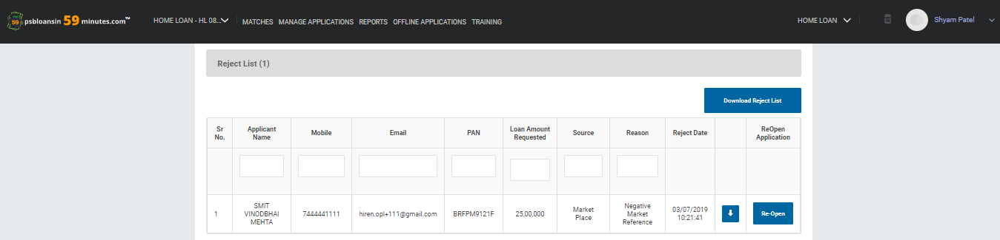 psbloansin 59 minutes.com™
HOME LOAN - HL 08...
MATCHES MANAGE APPLICATIONS REPORTS OFFLINE APPLICATIONS TRAINING
HOME LOAN
Shyam Patel
Reject List (1)
Download Reject List
Sr
No.
Applicant
Name
Mobile
Email
PAN
Loan Amount
Requested
Source
Reason
Reject Date
ReOpen
Application
1
SMIT
VINODBHAI
MEHTA
7444441111
hiren.opl+111@gmail.com
BRFPM9121F
25,00,000
Market
Place
Negative
Market
Reference
03/07/2019
10:21:41
Re-Open